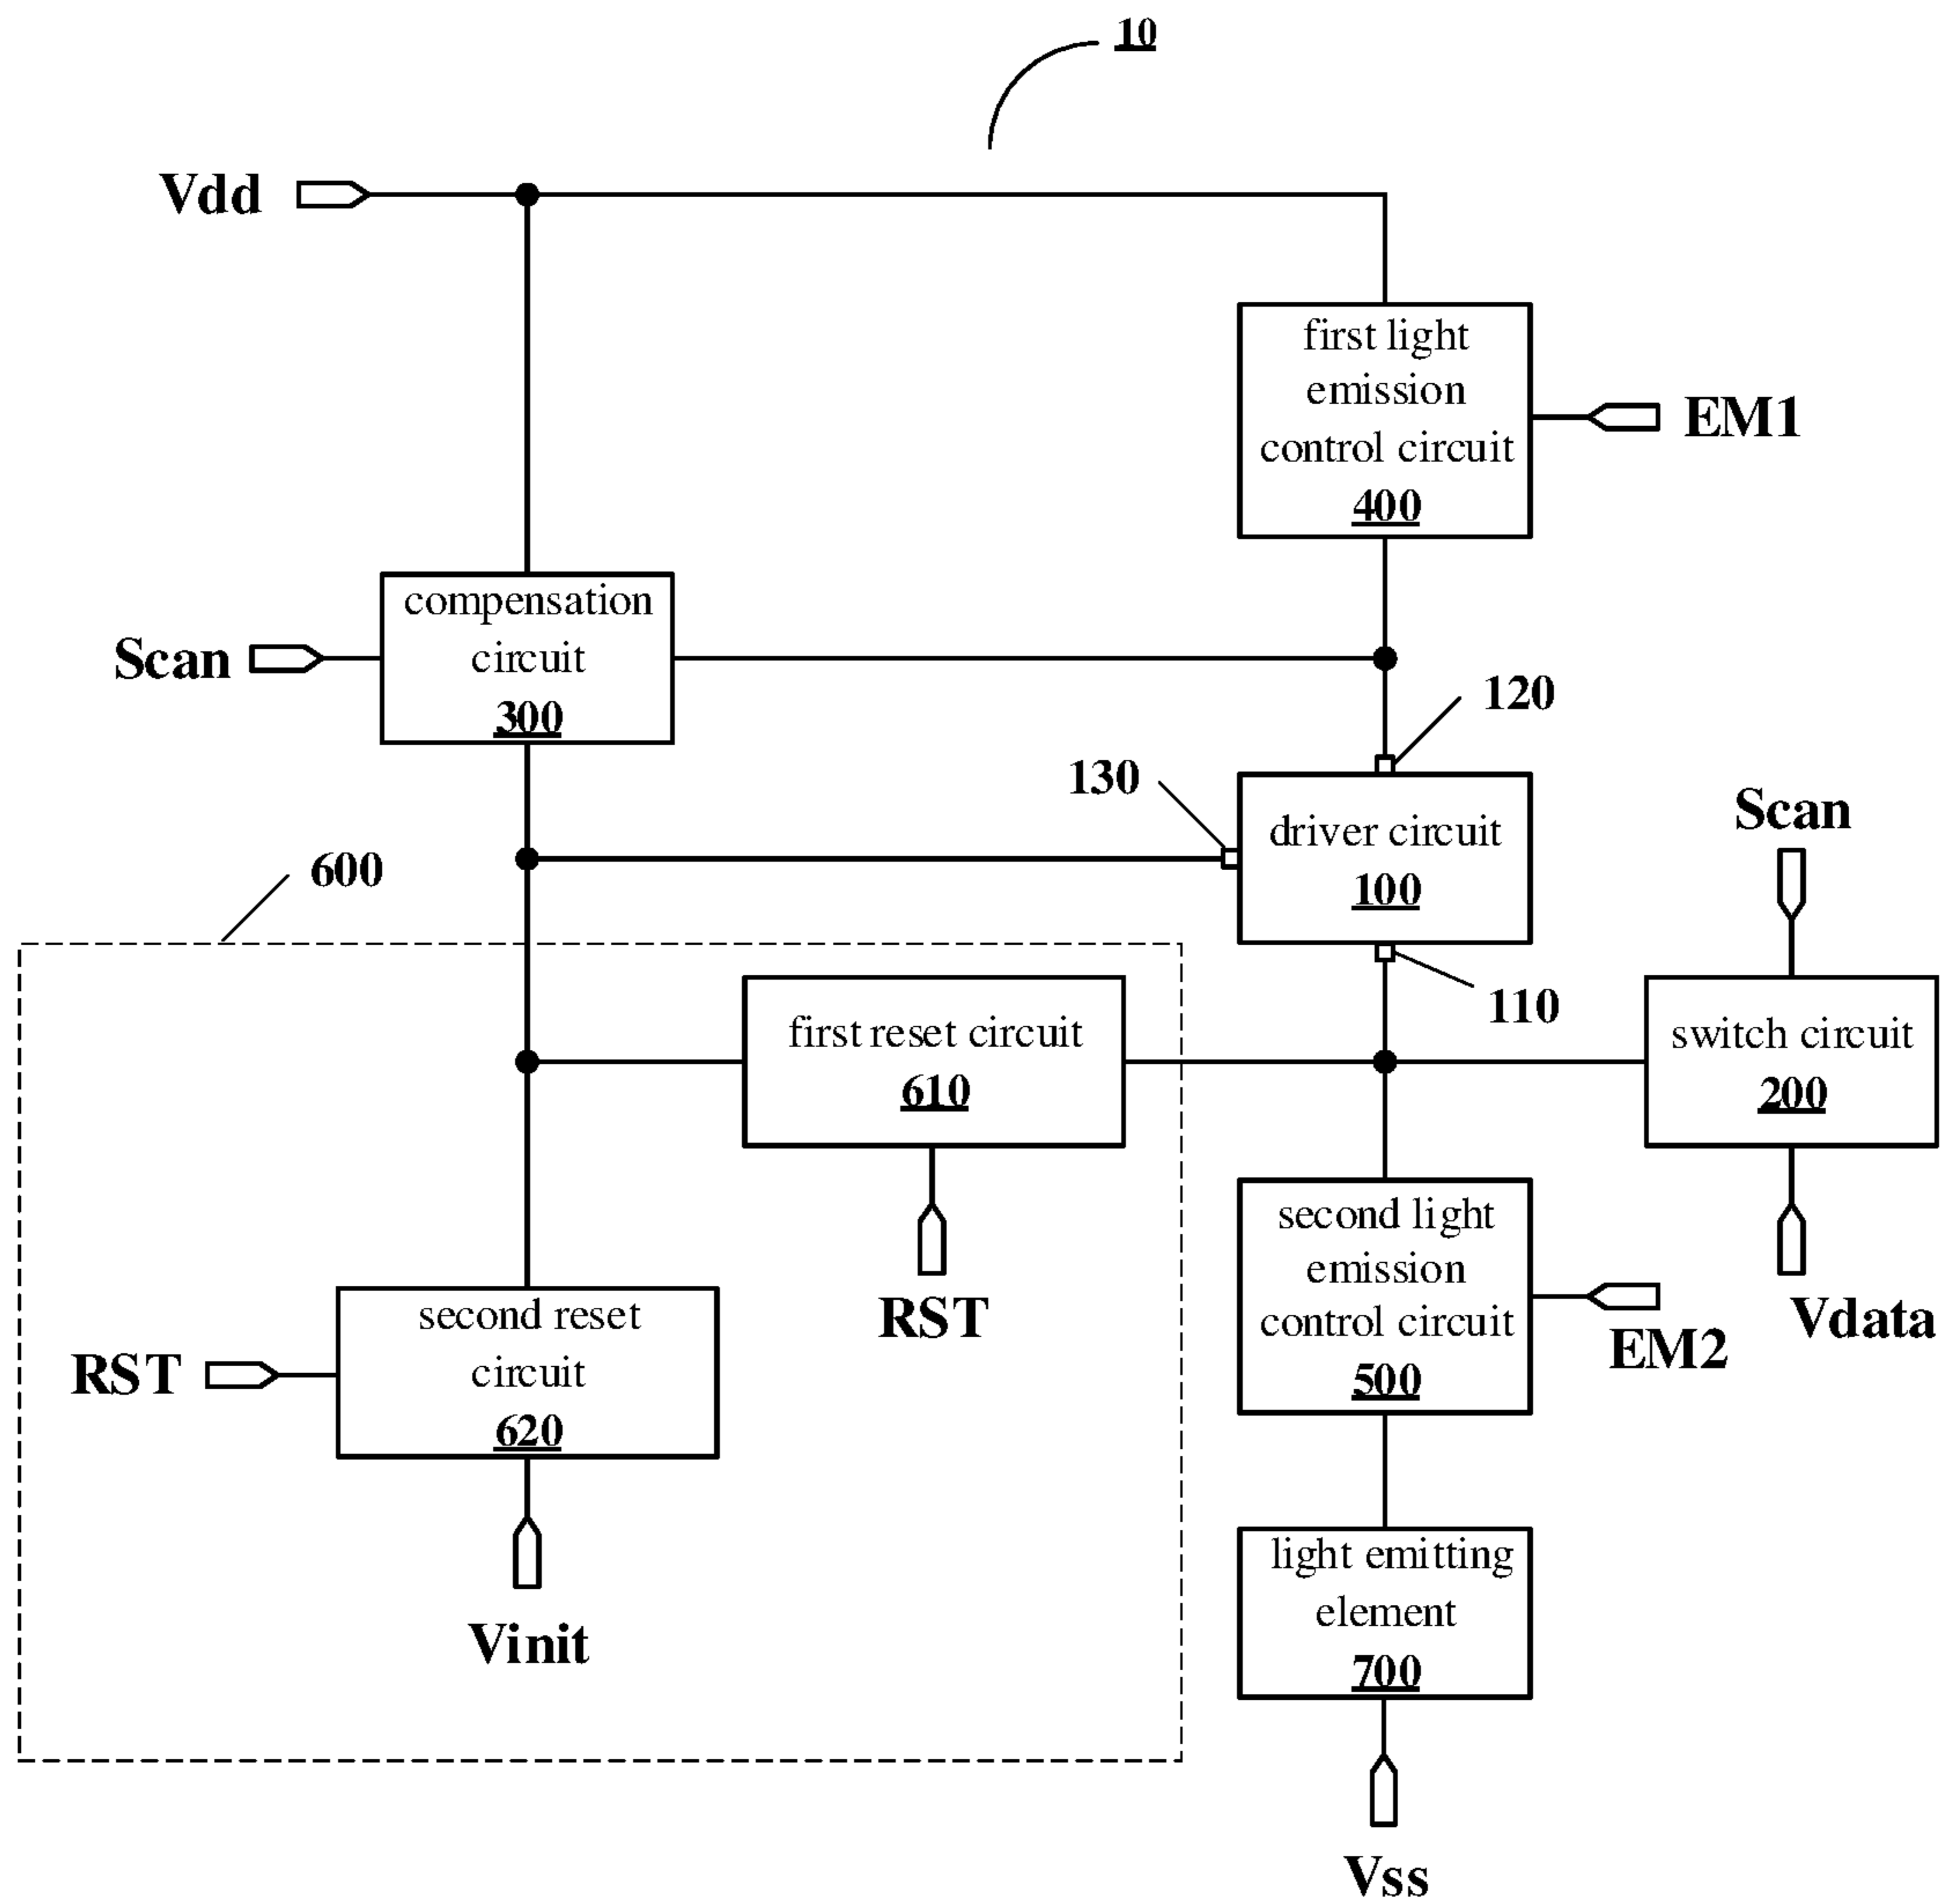 10
Vdd
first light
emission
control circuit
400
EM1
compensation
circuit
300
Scan
120
130
driver circuit
100
Scan
600
110
first reset circuit
610
switch circuit
200
second light
emission
control circuit
500
RST
EM2
Vdata
second reset
circuit
620
RST
light emitting
element
700
Vinit
Vss